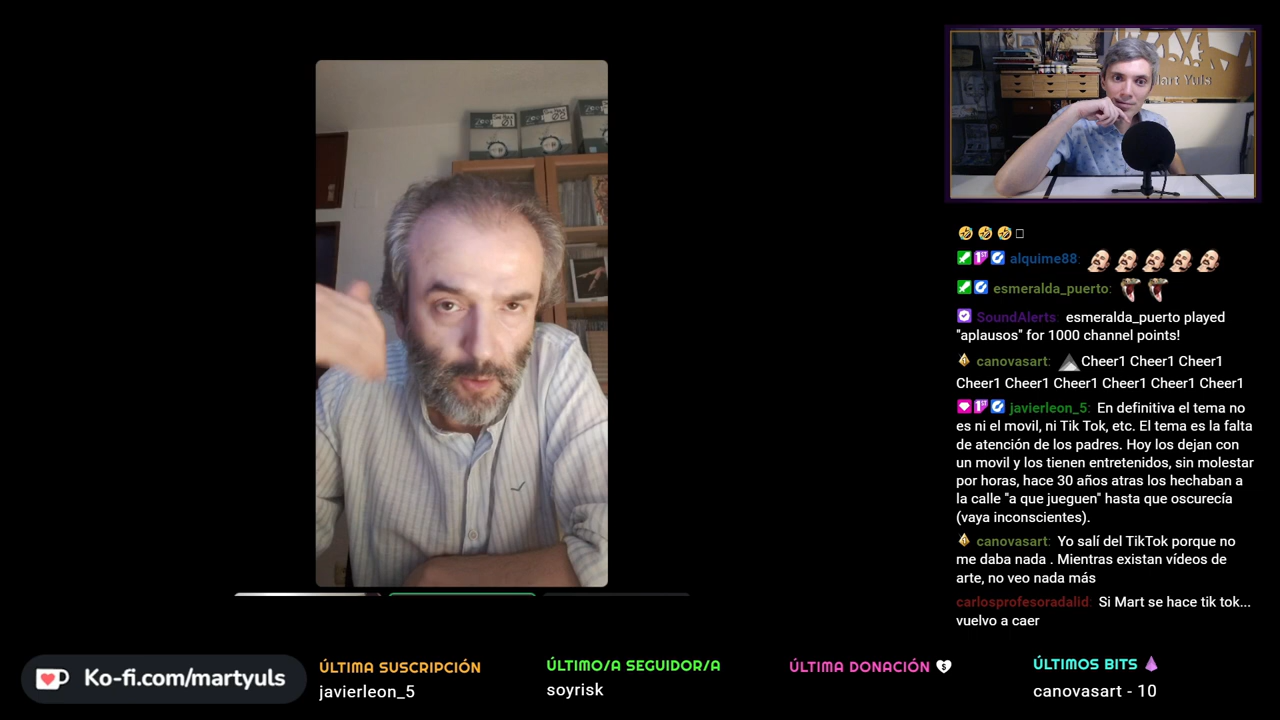 Mart Yuls
alquime88:
esmeralda_puerto:
SoundAlerts: esmeralda_puerto played
"aplausos" for 1000 channel points!
canovasart: Cheer1 Cheer1 Cheer1
Cheer1 Cheer1 Cheer1 Cheer1 Cheer1 Cheer1
javierleon_5: En definitiva el tema no
es ni el movil, ni Tik Tok, etc. El tema es la falta
de atención de los padres. Hoy los dejan con
un movil y los tienen entretenidos, sin molestar
por horas, hace 30 años atras los hechaban a
la calle "a que jueguen" hasta que oscurecía
(vaya inconscientes).
canovasart: Yo salí del TikTok porque no
me daba nada . Mientras existan vídeos de
arte, no veo nada más
carlosprofesoradalid: Si Mart se hace tik tok...
vuelvo a caer
Ko-fi.com/martyuls
ÚLTIMA SUSCRIPCIÓN
javierleon_5
ÚLTIMO/A SEGUIDOR/A
soyrisk
ÚLTIMA DONACIÓN
ÚLTIMOS BITS
canovasart - 10